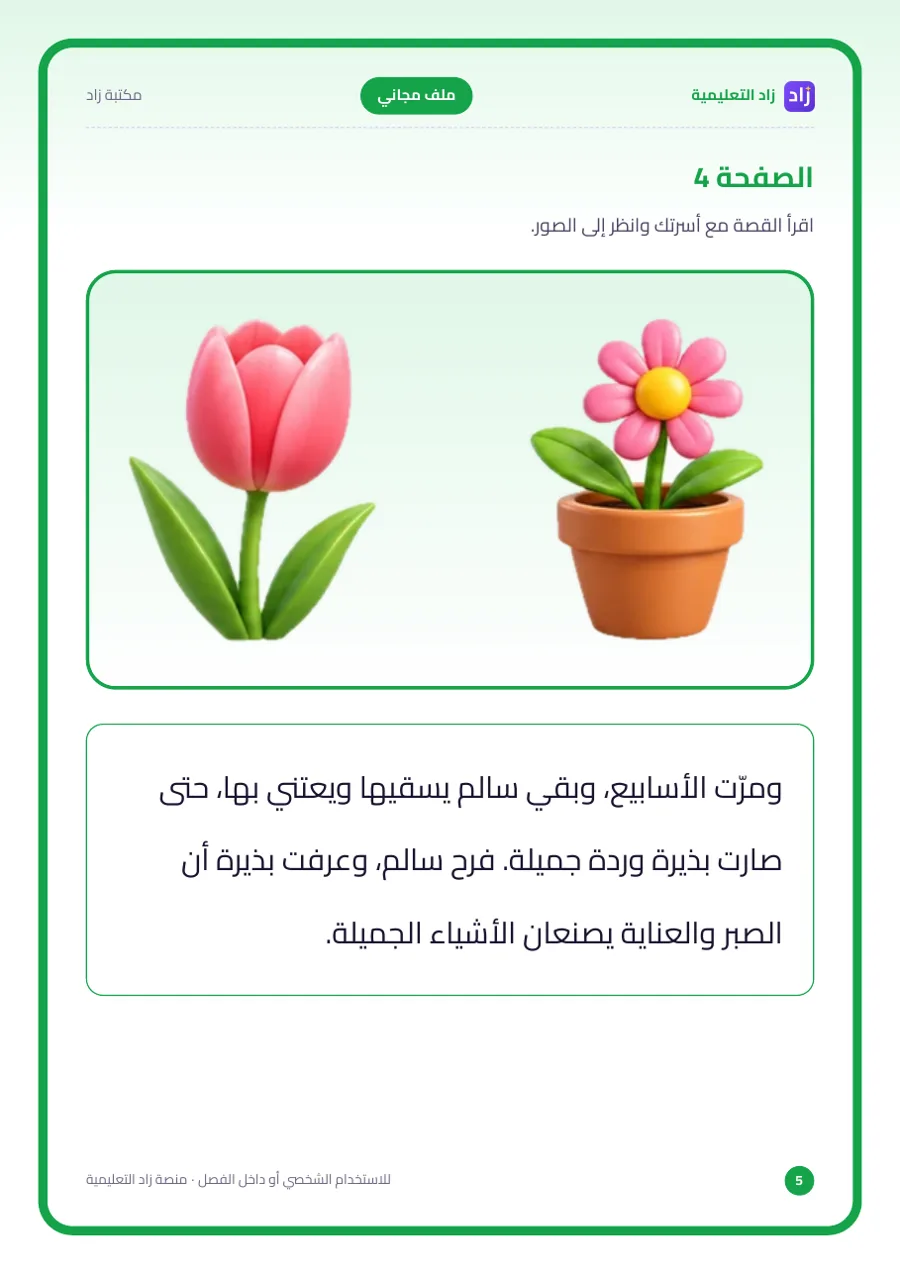 زاد
زاد التعليمية
ملف مجاني
مكتبة زاد
الصفحة 4
اقرأ القصة مع أسرتك وانظر إلى الصور.
ومرّت الأسابيع، وبقي سالم يسقيها ويعتني بها، حتى
صارت بذيرة وردة جميلة. فرح سالم، وعرفت بذيرة أن
الصبر والعناية يصنعان الأشياء الجميلة.
5
للاستخدام الشخصي أو داخل الفصل · منصة زاد التعليمية